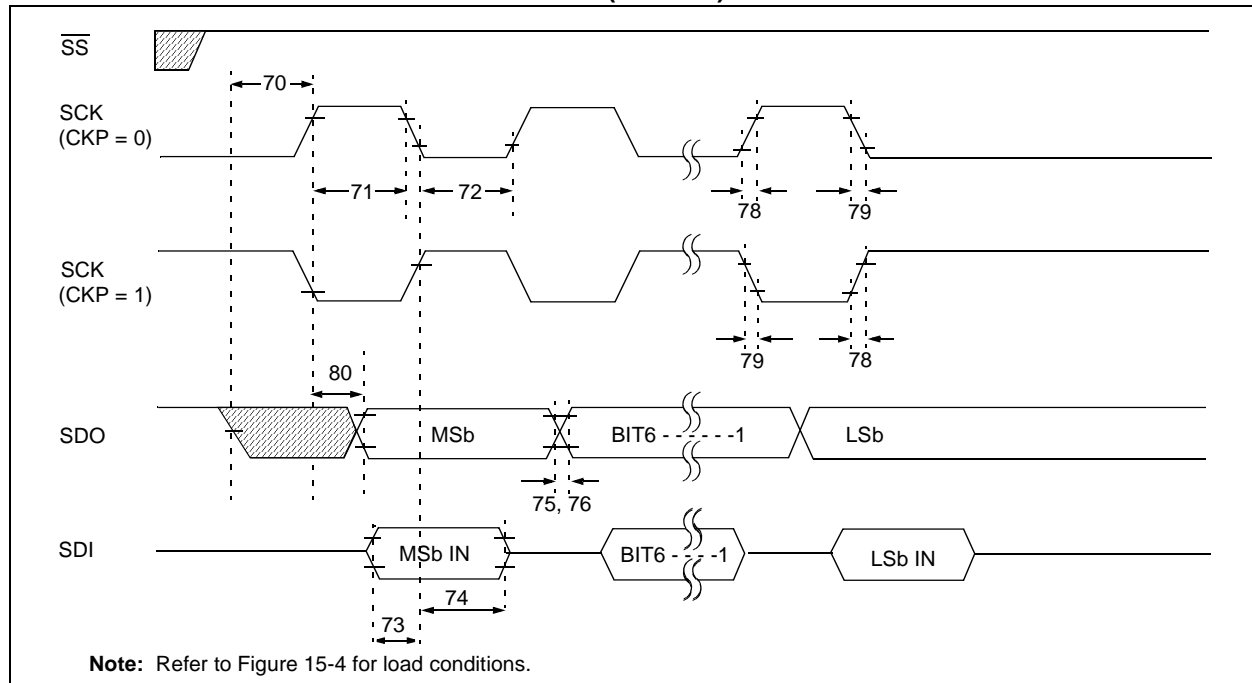 SS
70
SCK
(CKP = 0)
71
72
78
79
SCK
(CKP = 1)
79
78
80
SDO
MSb
BIT6 - - - - - -1
LSb
75, 76
SDI
MSb IN
BIT6 - - - - -1
LSb IN
74
73
Note: Refer to Figure 15-4 for load conditions.